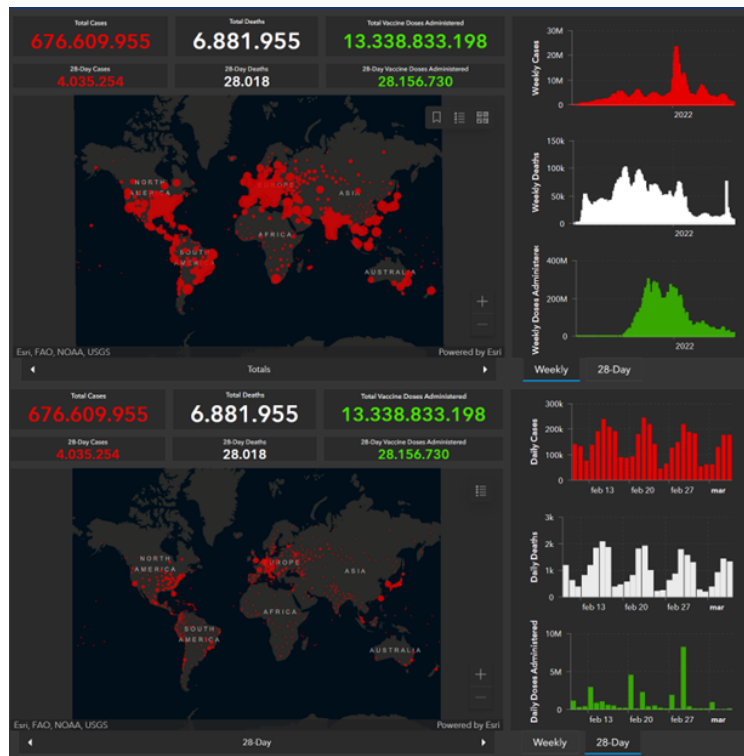 Total Cases
676.609.955
Total Deaths
6.881.955
Total Vaccine Doses Administered
13.338.833.198
28-Day Cases
4.035.254
28-Day Deaths
28.018
28-Day Vaccine Doses Administered
28.156.730
NORTH
AMERICA
EUROPE
ASIA
AFRICA
SOUTH
AMERICA
AUSTRALIA
+
−
Esri, FAO, NOAA, USGS
Powered by Esri
Totals
Weekly Cases
30M
20M
10M
0
2022
Weekly Deaths
150k
100k
50k
0
2022
Weekly Doses Administered
400M
200M
0
2022
Weekly
28-Day
Total Cases
676.609.955
Total Deaths
6.881.955
Total Vaccine Doses Administered
13.338.833.198
28-Day Cases
4.035.254
28-Day Deaths
28.018
28-Day Vaccine Doses Administered
28.156.730
NORTH
AMERICA
EUROPE
ASIA
AFRICA
SOUTH
AMERICA
AUSTRALIA
+
−
Esri, FAO, NOAA, USGS
Powered by Esri
28-Day
Daily Cases
300k
200k
100k
0
feb 13
feb 20
feb 27
mar
Daily Deaths
3k
2k
1k
0
feb 13
feb 20
feb 27
mar
Daily Doses Administered
10M
5M
0
feb 13
feb 20
feb 27
mar
Weekly
28-Day